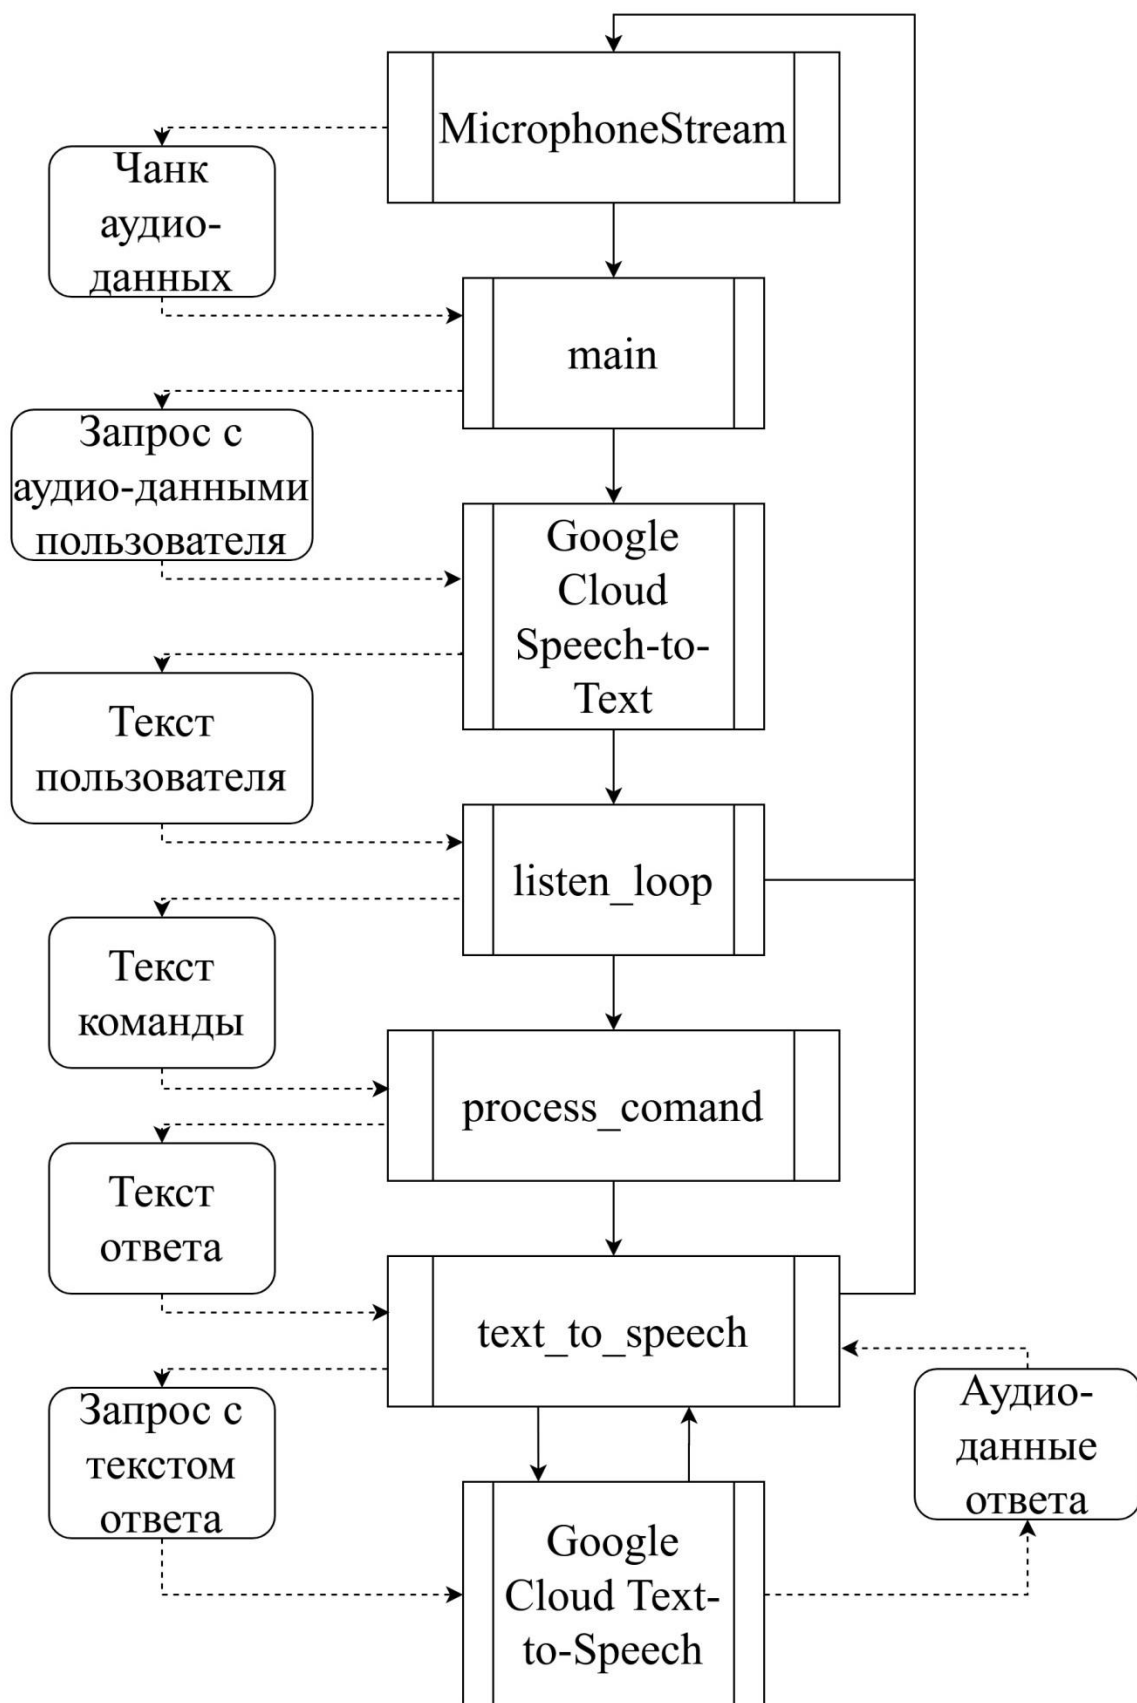 MicrophoneStream
Чанк
аудио-
данных
main
Запрос с
аудио-данными
пользователя
Google
Cloud
Speech-to-
Text
Текст
пользователя
listen_loop
Текст
команды
process_comand
Текст
ответа
text_to_speech
Запрос с
текстом
ответа
Аудио-
данные
ответа
Google
Cloud Text-
to-Speech